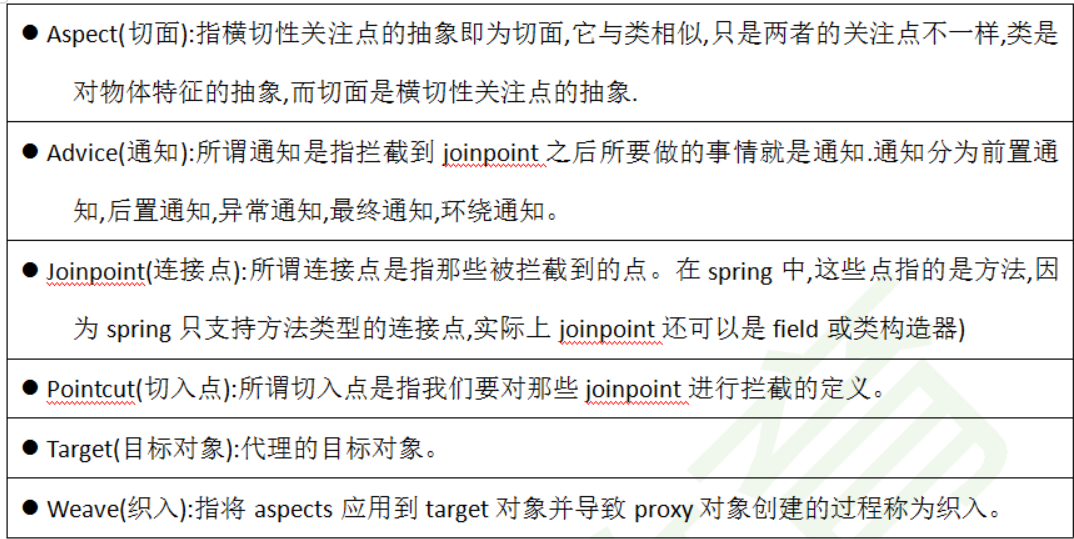 ● Aspect(切面):指横切性关注点的抽象即为切面,它与类相似,只是两者的关注点不一样,类是
对物体特征的抽象,而切面是横切性关注点的抽象.
● Advice(通知):所谓通知是指拦截到 joinpoint 之后所要做的事情就是通知.通知分为前置通
知,后置通知,异常通知,最终通知,环绕通知。
● Joinpoint(连接点):所谓连接点是指那些被拦截到的点。在 spring 中,这些点指的是方法,因
为 spring 只支持方法类型的连接点,实际上 joinpoint 还可以是 field 或类构造器)
● Pointcut(切入点):所谓切入点是指我们要对那些 joinpoint 进行拦截的定义。
● Target(目标对象):代理的目标对象。
● Weave(织入):指将 aspects 应用到 target 对象并导致 proxy 对象创建的过程称为织入。